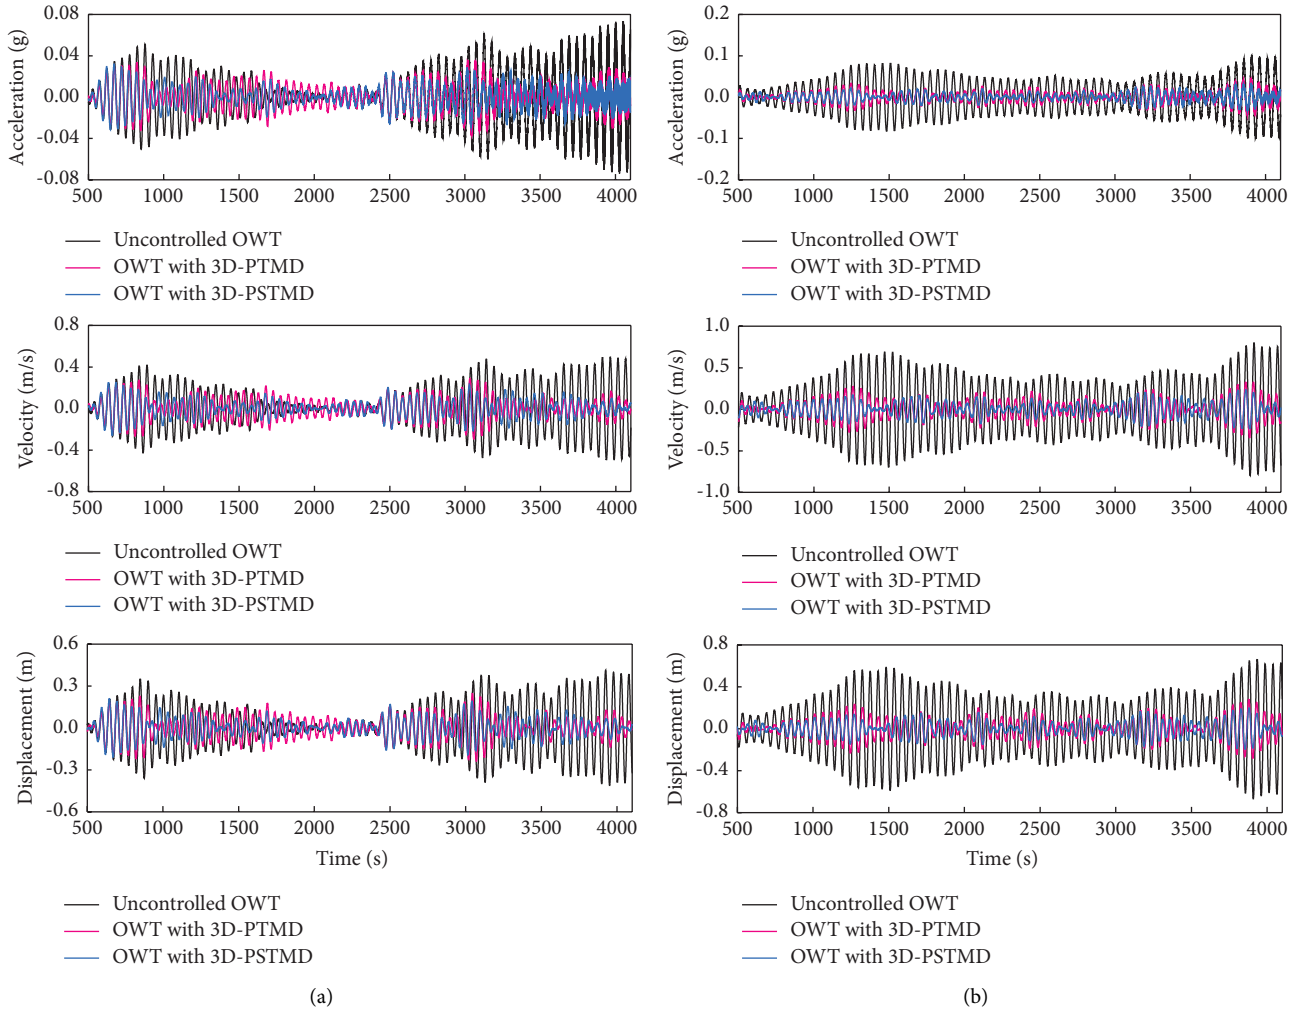 Acceleration (g)
0.08
0.04
0.00
-0.04
-0.08
500 1000 1500 2000 2500 3000 3500 4000
Uncontrolled OWT
OWT with 3D-PTMD
OWT with 3D-PSTMD
Velocity (m/s)
0.8
0.4
0.0
-0.4
-0.8
500 1000 1500 2000 2500 3000 3500 4000
Uncontrolled OWT
OWT with 3D-PTMD
OWT with 3D-PSTMD
Displacement (m)
0.6
0.3
0.0
-0.3
-0.6
500 1000 1500 2000 2500 3000 3500 4000
Time (s)
Uncontrolled OWT
OWT with 3D-PTMD
OWT with 3D-PSTMD
(a)
Acceleration (g)
0.2
0.1
0.0
-0.1
-0.2
500 1000 1500 2000 2500 3000 3500 4000
Uncontrolled OWT
OWT with 3D-PTMD
OWT with 3D-PSTMD
Velocity (m/s)
1.0
0.5
0.0
-0.5
-1.0
500 1000 1500 2000 2500 3000 3500 4000
Uncontrolled OWT
OWT with 3D-PTMD
OWT with 3D-PSTMD
Displacement (m)
0.8
0.4
0.0
-0.4
-0.8
500 1000 1500 2000 2500 3000 3500 4000
Time (s)
Uncontrolled OWT
OWT with 3D-PTMD
OWT with 3D-PSTMD
(b)